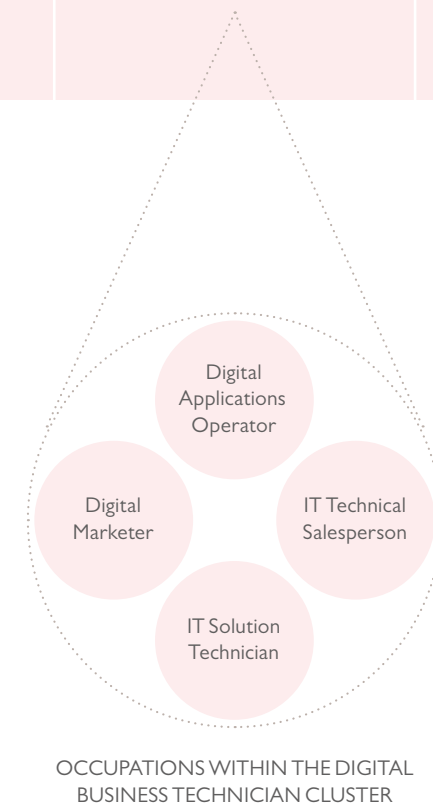 Digital
Applications
Operator
Digital
Marketer
IT Technical
Salesperson
IT Solution
Technician
OCCUPATIONS WITHIN THE DIGITAL
BUSINESS TECHNICIAN CLUSTER